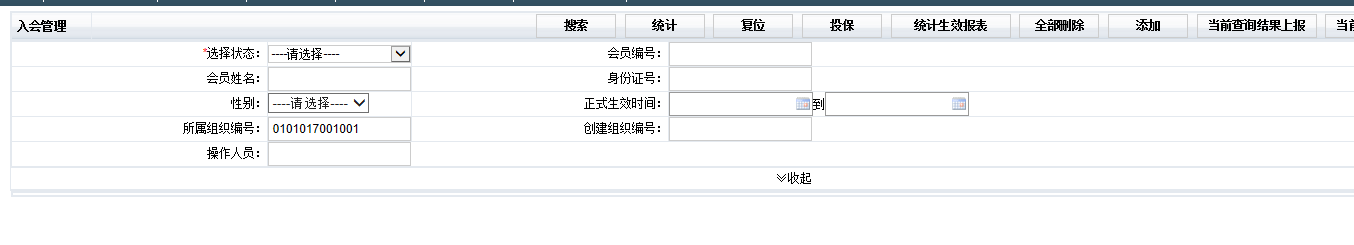 入会管理 搜索 统计 复位 投保 统计生效报表 全部删除 添加 当前查询结果上报
*选择状态： ----请选择---- 会员编号：
会员姓名： 身份证号：
性别： ----请选择---- 正式生效时间： 到
所属组织编号： 0101017001001 创建组织编号：
操作人员：
收起